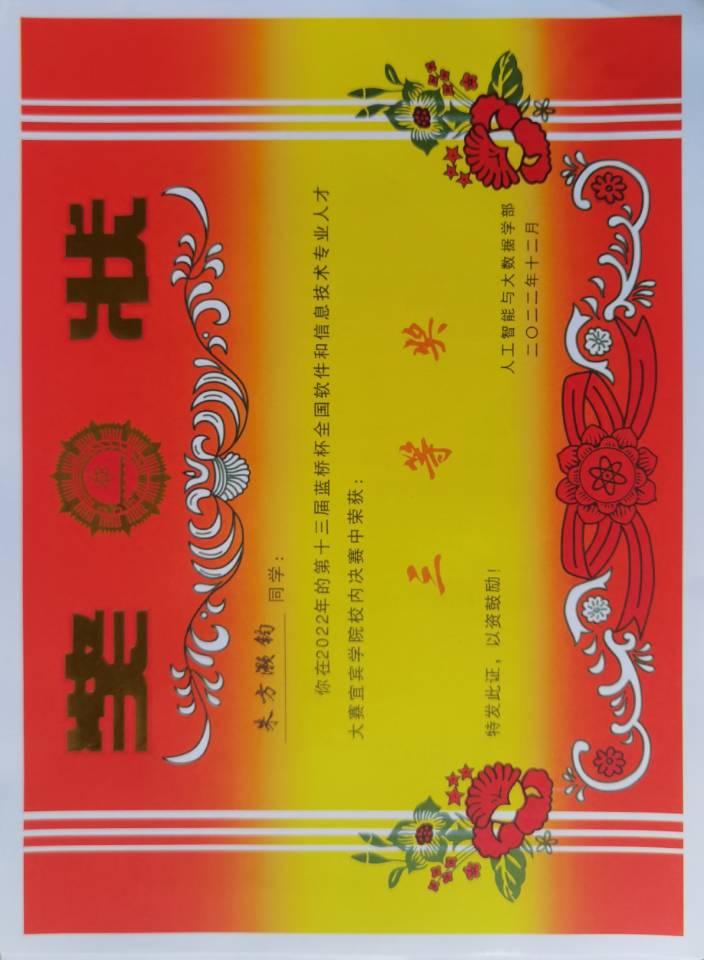 奖状
朱方灏钧 同学：
你在2022年的第十三届蓝桥杯全国软件和信息技术专业人才
大赛宜宾学院校内决赛中荣获：
三等奖
特发此证，以资鼓励！
人工智能与大数据学部
二〇二二年十二月